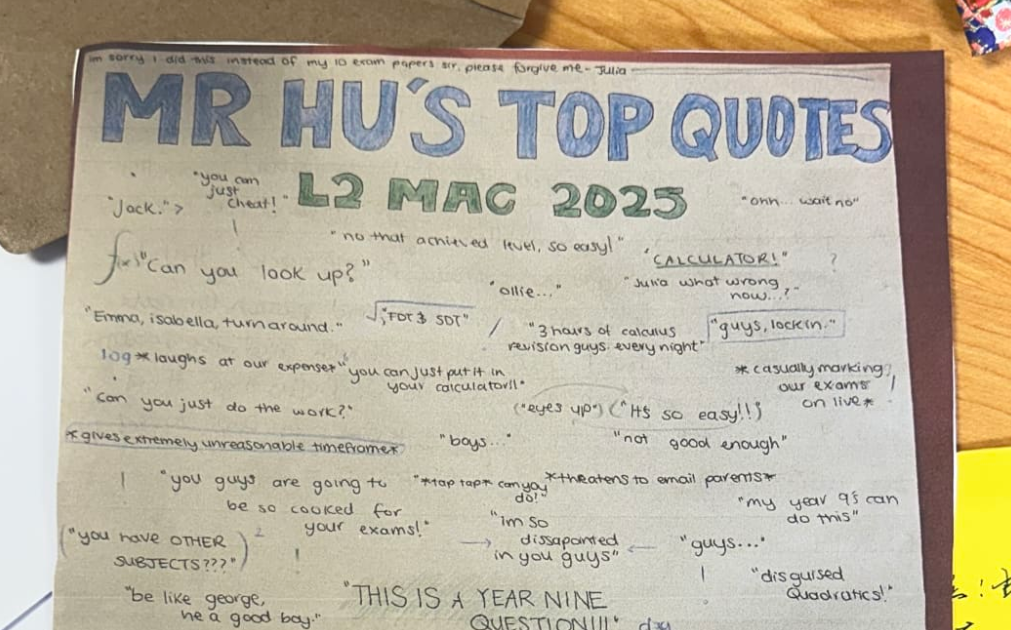 im sorry i did this instead of my 10 exam papers sir. please forgive me - Julia
MR HU'S TOP QUOTES
L2 MAC 2025
"Jack."
"you can
just
cheat!"
"ohh... wait no"
"no that achieved level, so easy!"
"CALCULATOR!"
?
f(x)
"Can you look up?"
"ollie..."
"Julia what wrong
now...?"
"Emma, isabella, turn around."
"FDT & SDT"
"3 hours of calculus
revision guys. every night"
"guys, lock in."
log
*laughs at our expense*
"you can just put it in
your calculator!!"
*casually marking
our exams
on live*
"can you just do the work?"
("eyes up")
("It's so easy!!")
*gives extremely unreasonable timeframe*
"boys..."
"not good enough"
"you guys are going to
be so cooked for
your exams!"
"*tap tap* can you
do!"
*theatens to email parents*
"my year 9's can
do this"
("you have OTHER
SUBJECTS???")²
"im so
dissapointed
in you guys"
"guys..."
"disguised
Quadratics!"
"be like george,
he a good boy."
"THIS IS A YEAR NINE
QUESTION!!!"